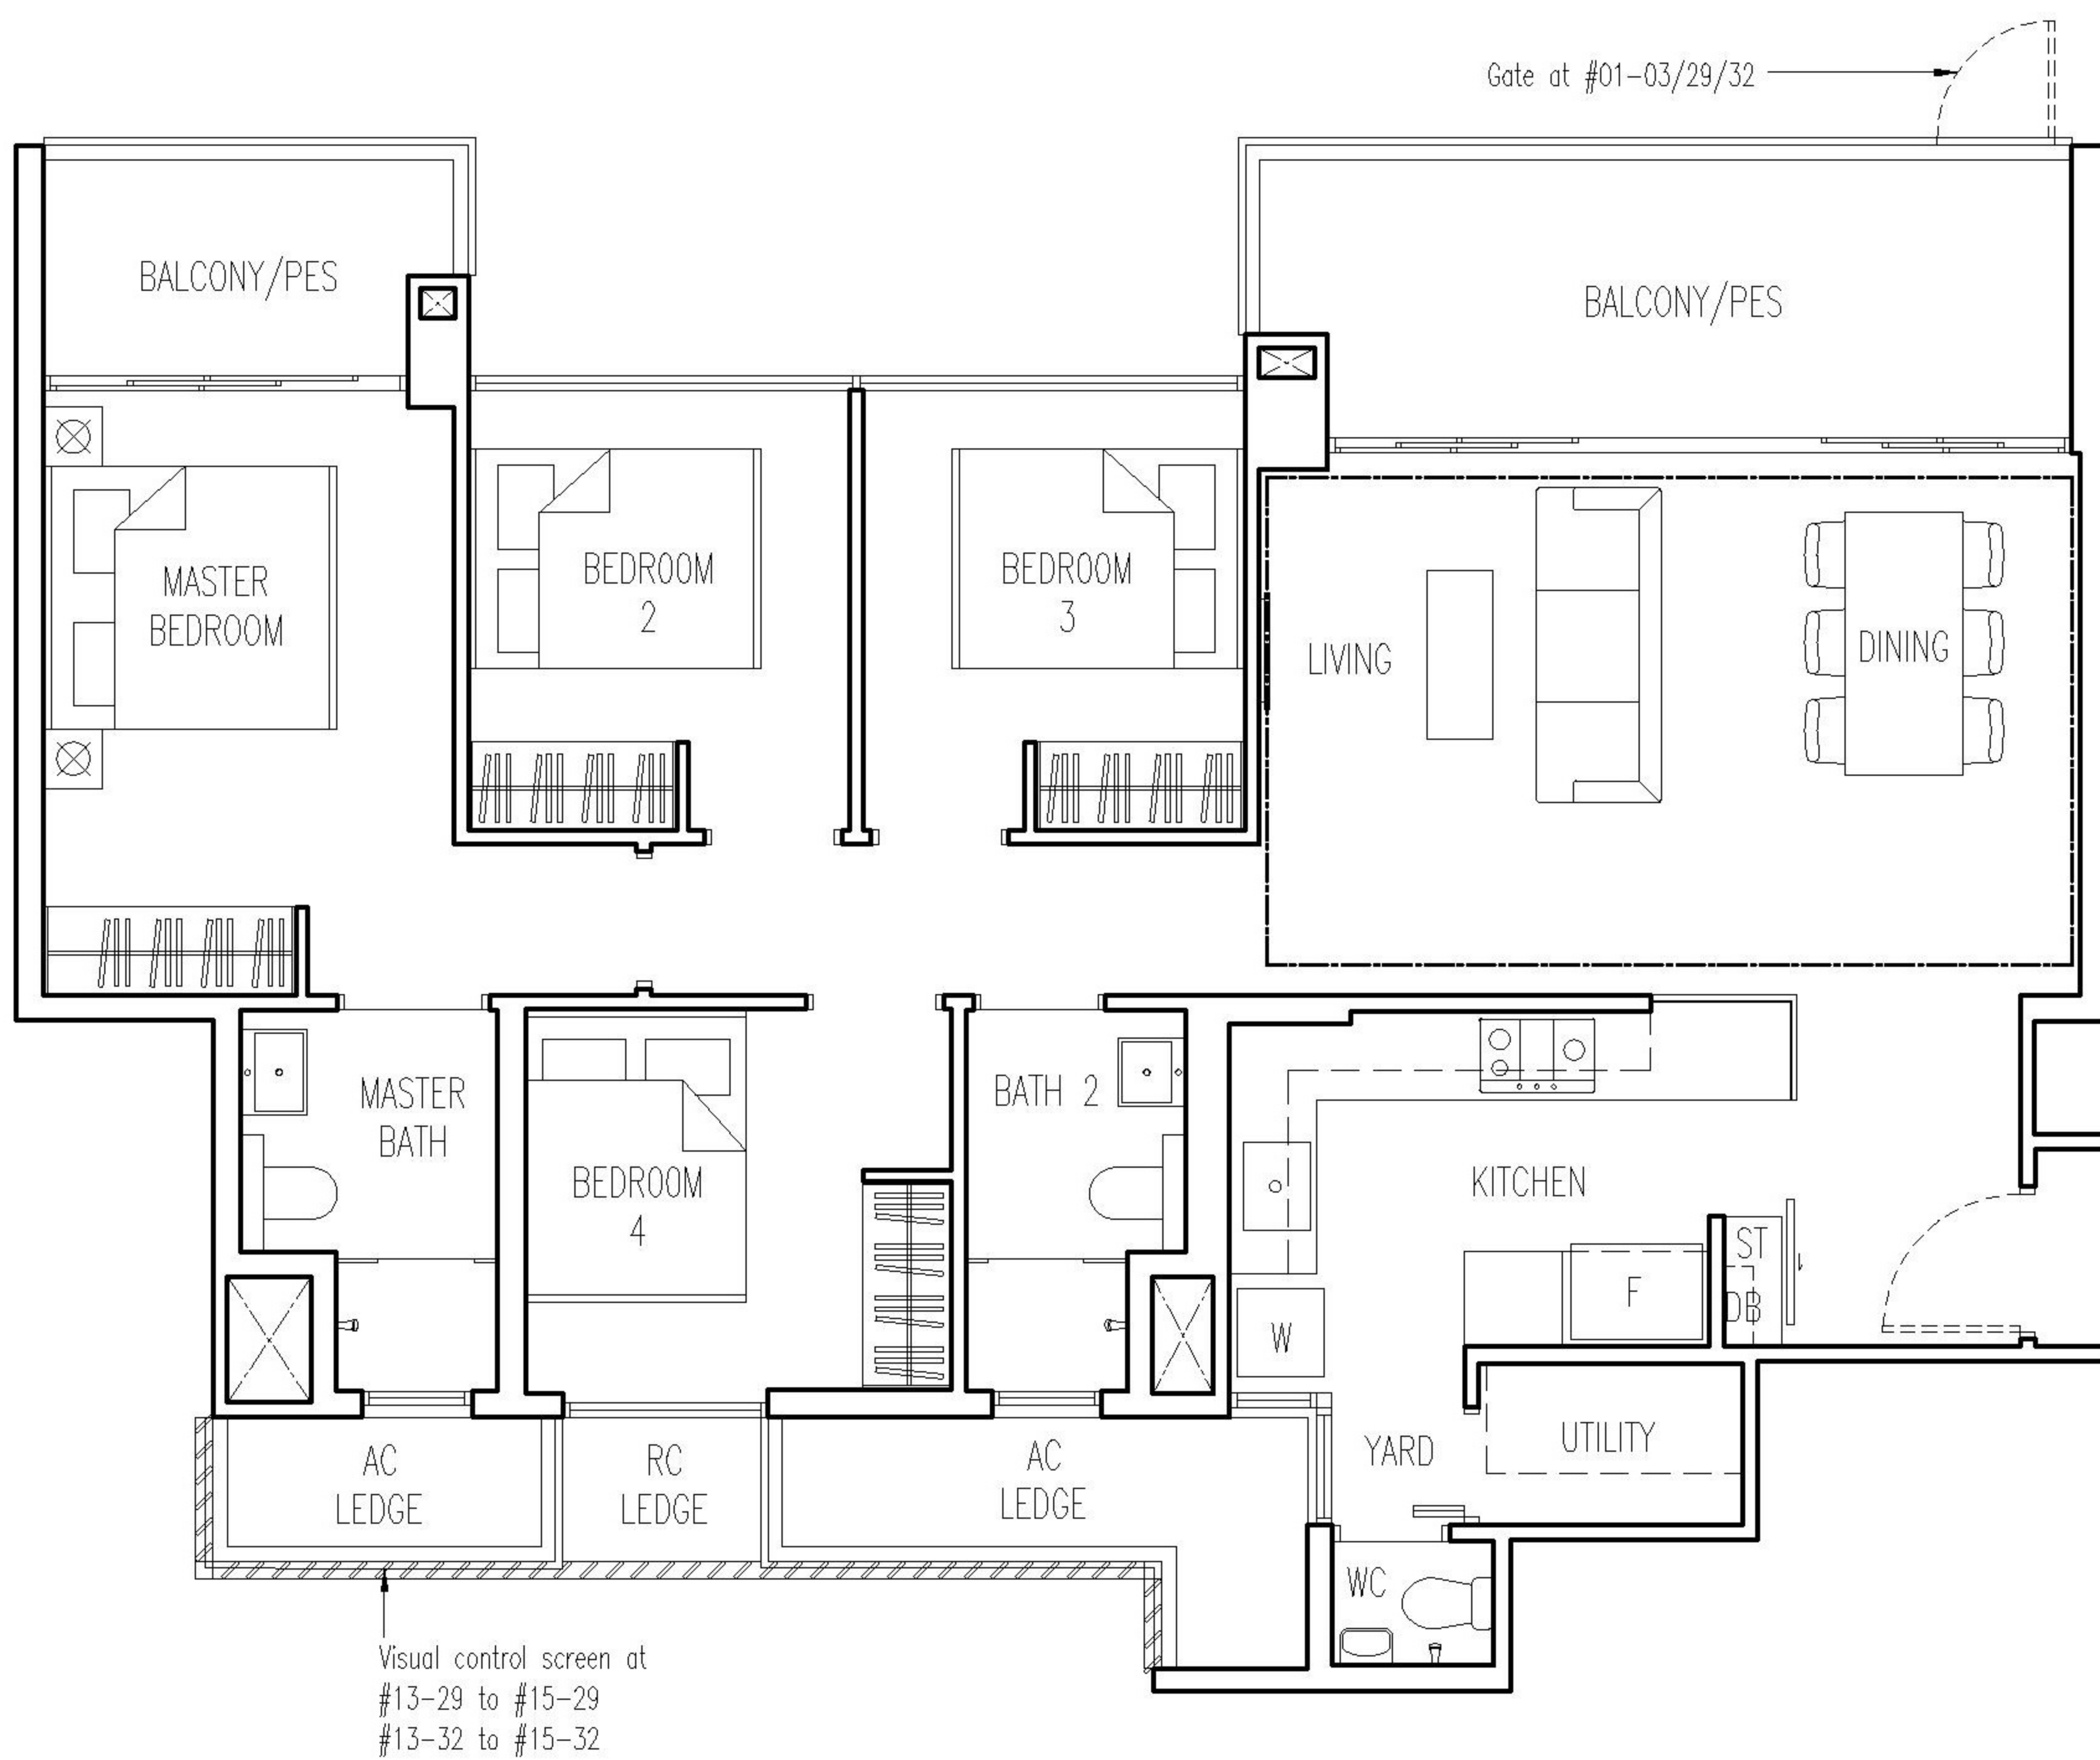 Gate at #01-03/29/32
BALCONY/PES
BALCONY/PES
MASTER
BEDROOM
BEDROOM
2
BEDROOM
3
LIVING
DINING
MASTER
BATH
BEDROOM
4
BATH 2
KITCHEN
ST
DB
F
W
UTILITY
YARD
AC
LEDGE
RC
LEDGE
AC
LEDGE
WC
Visual control screen at
#13-29 to #15-29
#13-32 to #15-32